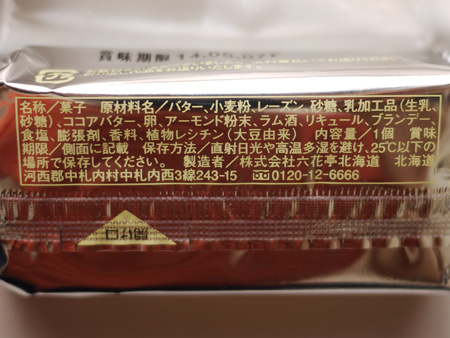 賞味期限 14.05.07F
名称／菓子　原材料名／バター、小麦粉、レーズン、砂糖、乳加工品（生乳、
砂糖）、ココアバター、卵、アーモンド粉末、ラム酒、リキュール、ブランデー、
食塩、膨張剤、香料、植物レシチン（大豆由来）　内容量／1個　賞味
期限／側面に記載　保存方法／直射日光や高温多湿を避け、25℃以下の
場所で保存ください。　製造者／株式会社六花亭北海道　北海道
河西郡中札内村中札内西3線243-15　0120-12-6666
開け口